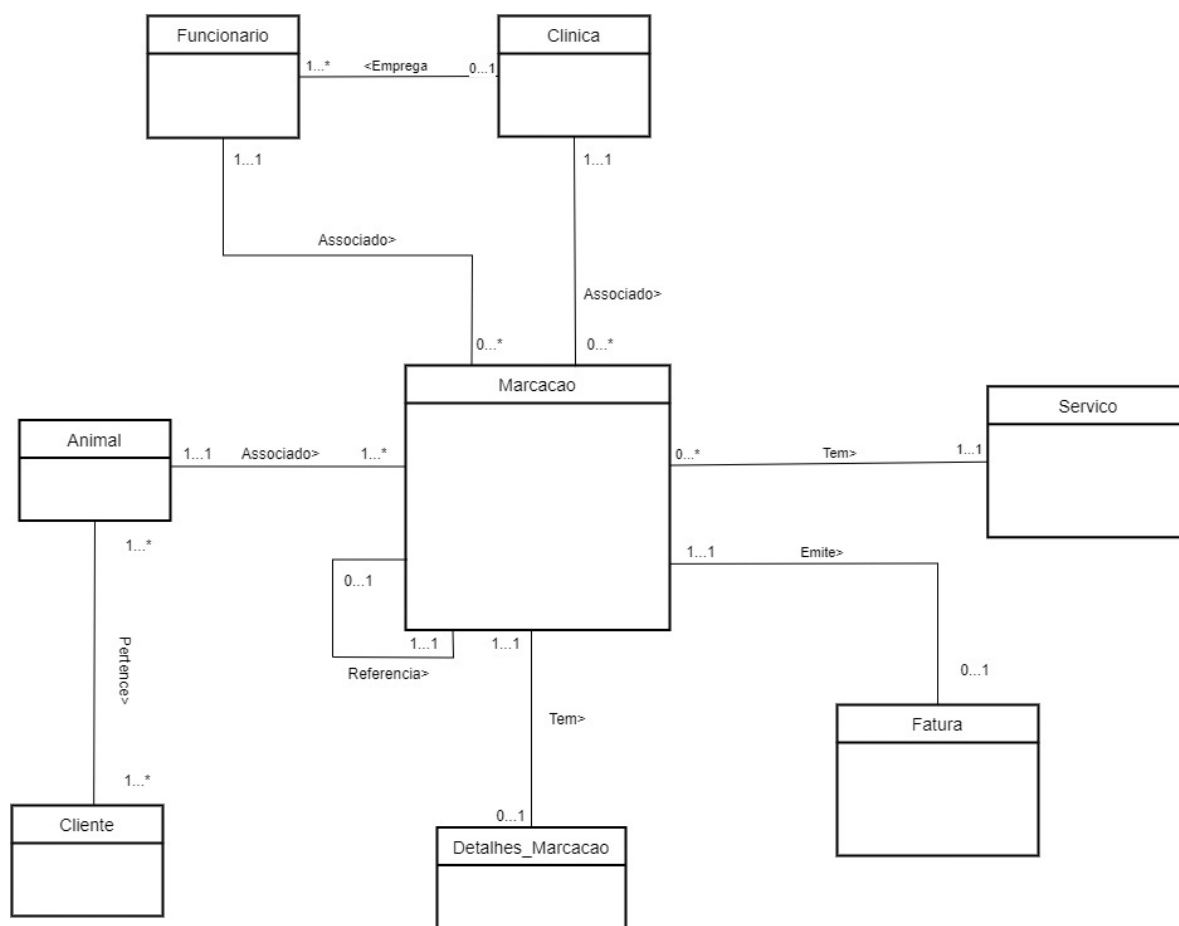 Funcionario
Clinica
1...*
<Emprega
0...1
1...1
1...1
Associado>
Associado>
0...*
0...*
Marcacao
Servico
Animal
1...1
Associado>
1...*
0...*
Tem>
1...1
1...*
0...1
1...1
Emite>
Pertence>
1...1
1...1
Referencia>
0...1
Tem>
Fatura
1...*
0...1
Cliente
Detalhes_Marcacao